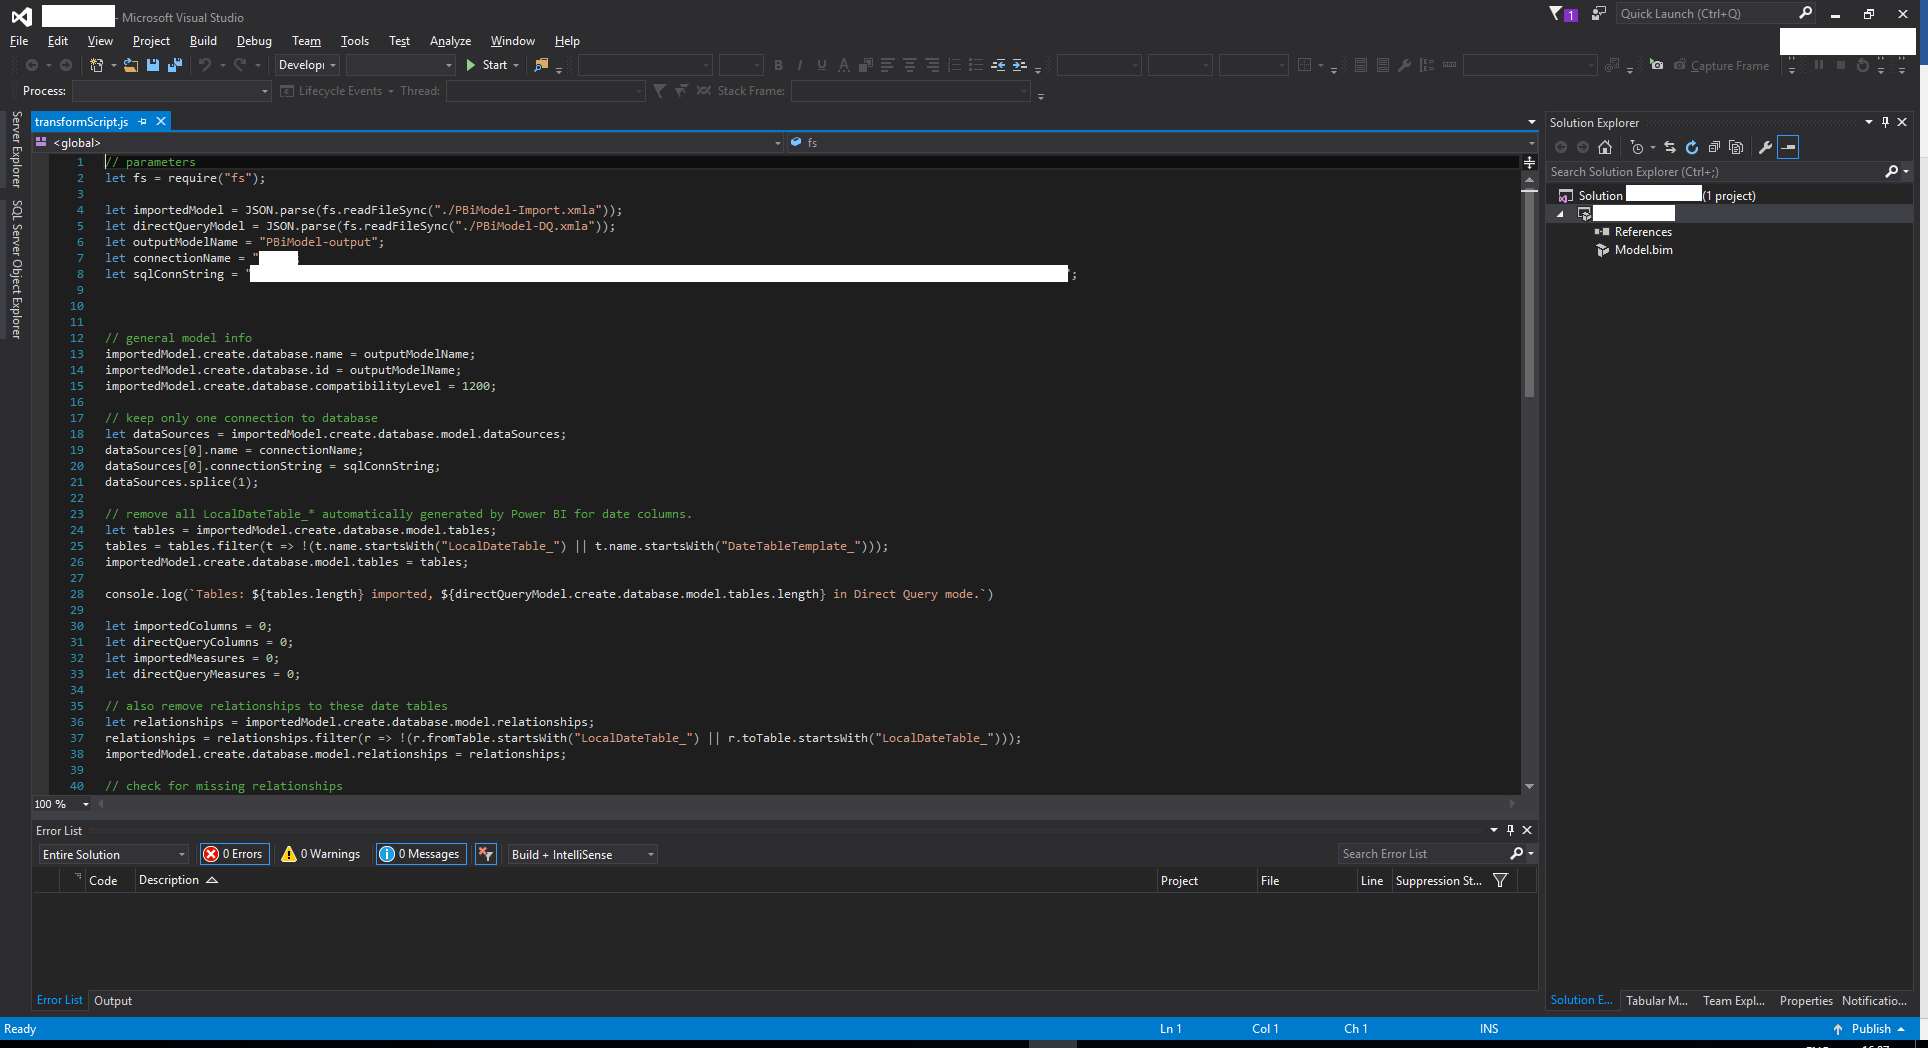 - Microsoft Visual Studio
1
Quick Launch (Ctrl+Q)
File Edit View Project Build Debug Team Tools Test Analyze Window Help
Develop Start Capture Frame
Process: Lifecycle Events Thread: Stack Frame:
Server Explorer
SQL Server Object Explorer
transformScript.js
<global> fs
1 // parameters
2 let fs = require("fs");
3
4 let importedModel = JSON.parse(fs.readFileSync("./PBiModel-Import.xmla"));
5 let directQueryModel = JSON.parse(fs.readFileSync("./PBiModel-DQ.xmla"));
6 let outputModelName = "PBiModel-output";
7 let connectionName = "
8 let sqlConnString = " ";
9
10
11
12 // general model info
13 importedModel.create.database.name = outputModelName;
14 importedModel.create.database.id = outputModelName;
15 importedModel.create.database.compatibilityLevel = 1200;
16
17 // keep only one connection to database
18 let dataSources = importedModel.create.database.model.dataSources;
19 dataSources[0].name = connectionName;
20 dataSources[0].connectionString = sqlConnString;
21 dataSources.splice(1);
22
23 // remove all LocalDateTable_* automatically generated by Power BI for date columns.
24 let tables = importedModel.create.database.model.tables;
25 tables = tables.filter(t => !(t.name.startsWith("LocalDateTable_") || t.name.startsWith("DateTableTemplate_")));
26 importedModel.create.database.model.tables = tables;
27
28 console.log(`Tables: ${tables.length} imported, ${directQueryModel.create.database.model.tables.length} in Direct Query mode.`)
29
30 let importedColumns = 0;
31 let directQueryColumns = 0;
32 let importedMeasures = 0;
33 let directQueryMeasures = 0;
34
35 // also remove relationships to these date tables
36 let relationships = importedModel.create.database.model.relationships;
37 relationships = relationships.filter(r => !(r.fromTable.startsWith("LocalDateTable_") || r.toTable.startsWith("LocalDateTable_")));
38 importedModel.create.database.model.relationships = relationships;
39
40 // check for missing relationships
100 %
Error List
Entire Solution 0 Errors 0 Warnings 0 Messages Build + IntelliSense Search Error List
Code Description Project File Line Suppression St...
Error List Output
Solution Explorer
Search Solution Explorer (Ctrl+;)
Solution (1 project)
References
Model.bim
Solution E... Tabular M... Team Expl... Properties Notificatio...
Ready Ln 1 Col 1 Ch 1 INS Publish